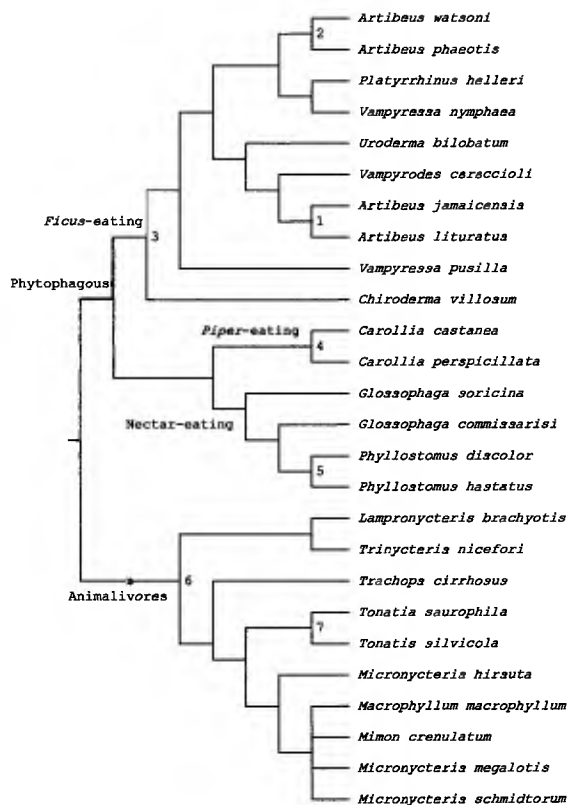 Artibeus watsoni
2
Artibeus phaeotis
Platyrrhinus helleri
Vampyressa nymphaea
Uroderma bilobatum
Vampyrodes caraccioli
Artibeus jamaicensis
Ficus-eating
1
3
Artibeus lituratus
Vampyressa pusilla
Phytophagous
Chiroderma villosum
Piper-eating
Carollia castanea
4
Carollia perspicillata
Glossophaga soricina
Nectar-eating
Glossophaga commissarisi
Phyllostomus discolor
5
Phyllostomus hastatus
Lampronycteris brachyotis
Trinycteris nicefori
6
Trachops cirrhosus
Animalivores
Tonatia saurophila
7
Tonatis silvicola
Micronycteris hirsuta
Macrophyllum macrophyllum
Mimon crenulatum
Micronycteris megalotis
Micronycteris schmidtorum